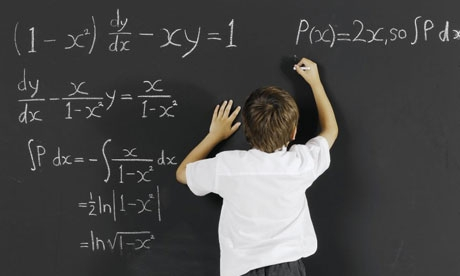 (1 - x²) dy/dx - xy = 1
dy/dx - x/(1-x²) y = x/(1-x²)
∫P dx = -∫ x/(1-x²) dx
= ½ ln|1-x²|
= ln√(1-x²)
P(x) = 2x, so ∫P dx